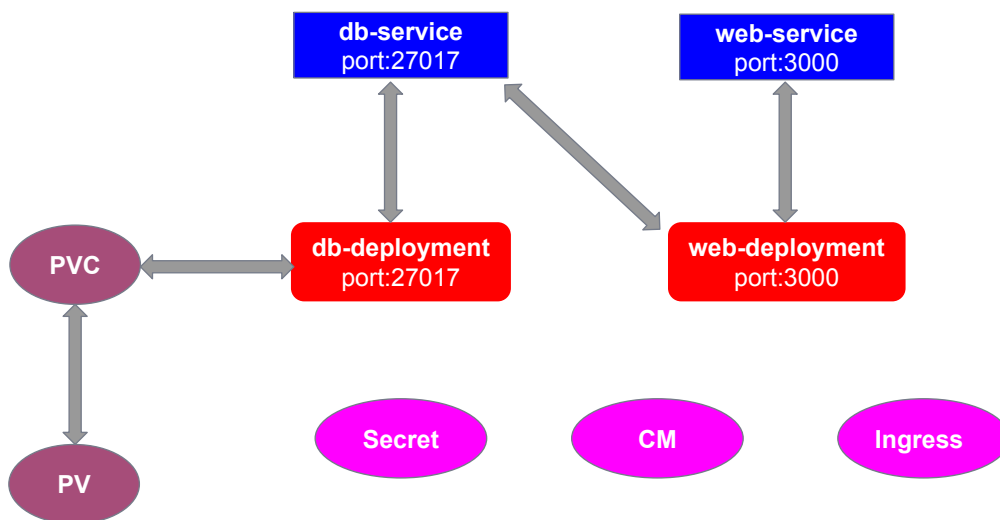 db-service
port:27017
web-service
port:3000
db-deployment
port:27017
web-deployment
port:3000
PVC
Secret
CM
Ingress
PV